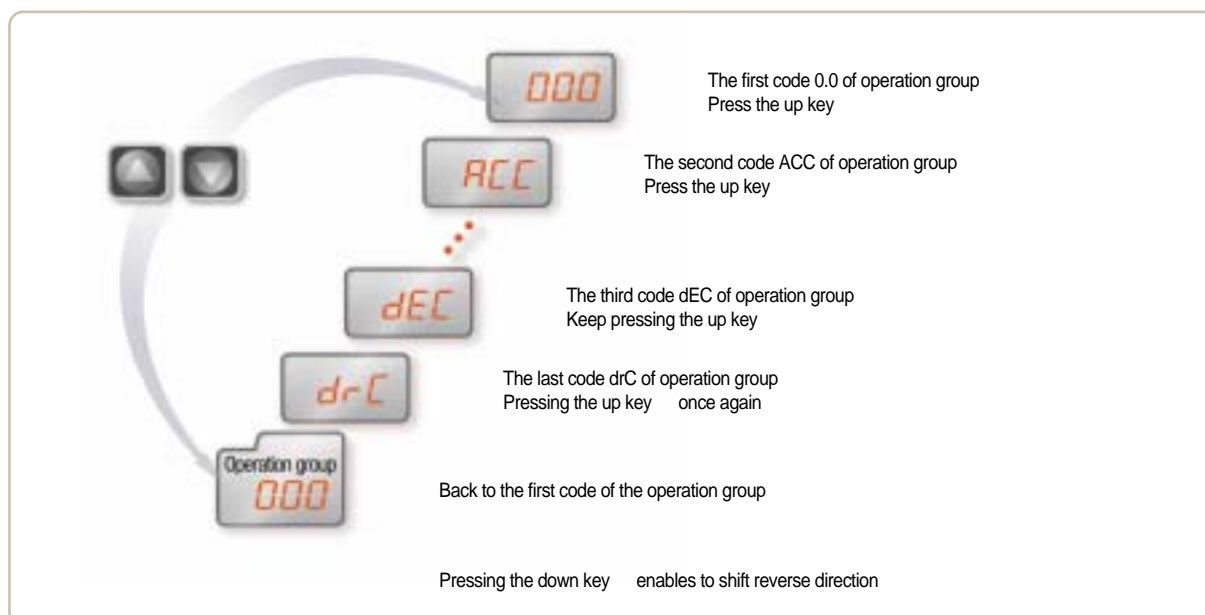 000
The first code 0.0 of operation group
Press the up key
ACC
The second code ACC of operation group
Press the up key
dEC
The third code dEC of operation group
Keep pressing the up key
drC
The last code drC of operation group
Pressing the up key once again
Operation group
000
Back to the first code of the operation group
Pressing the down key enables to shift reverse direction